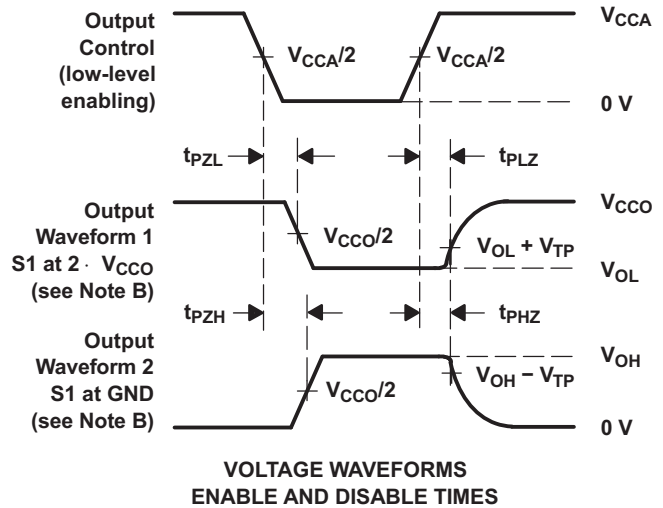 Output
Control
(low-level
enabling)
V_CCA/2
V_CCA/2
V_CCA
0 V
t_PZL
t_PLZ
Output
Waveform 1
S1 at 2 · V_CCO
(see Note B)
V_CCO/2
V_CCO
V_OL + V_TP
V_OL
t_PZH
t_PHZ
Output
Waveform 2
S1 at GND
(see Note B)
V_CCO/2
V_OH
V_OH − V_TP
0 V
VOLTAGE WAVEFORMS
ENABLE AND DISABLE TIMES